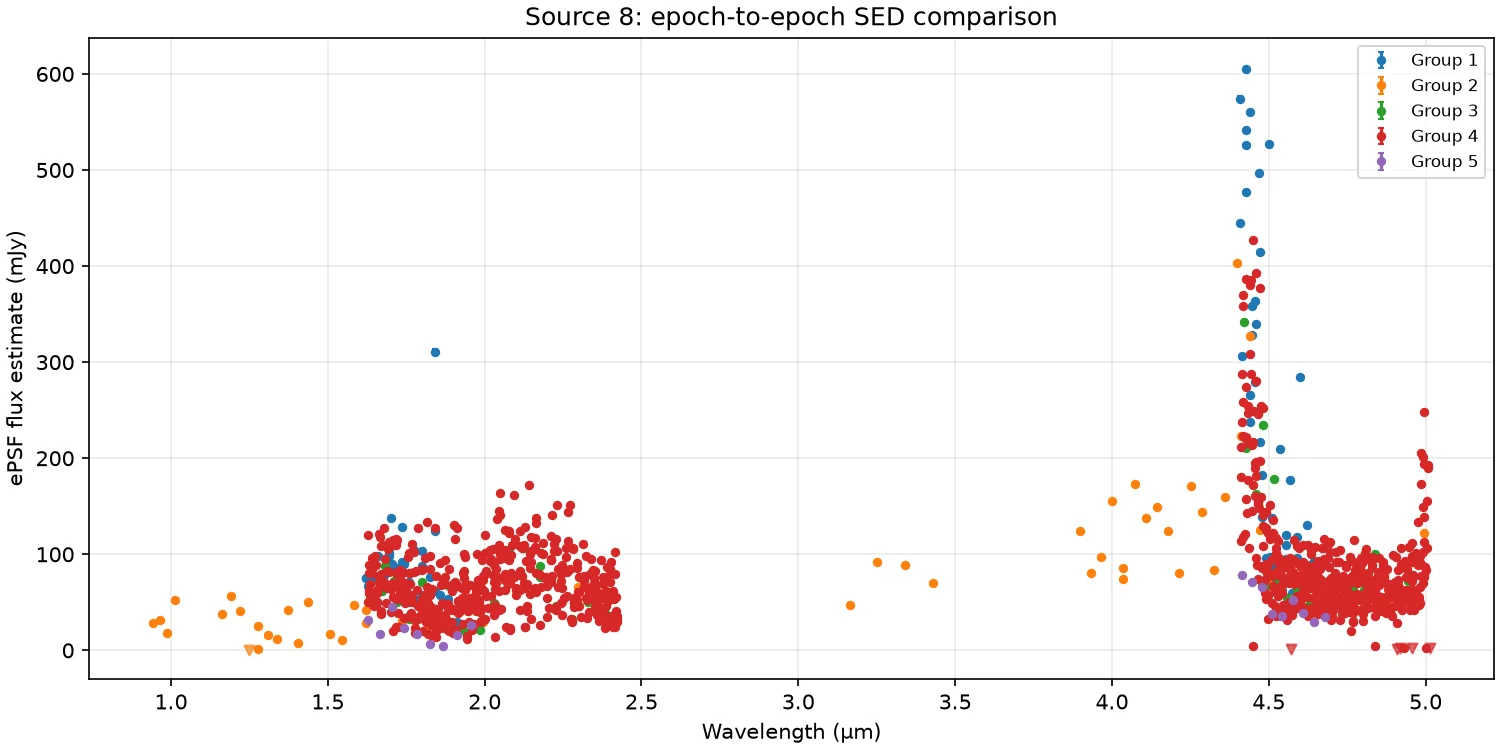 Source 8: epoch-to-epoch SED comparison
ePSF flux estimate (mJy)
600
500
400
300
200
100
0
Group 1
Group 2
Group 3
Group 4
Group 5
1.0 1.5 2.0 2.5 3.0 3.5 4.0 4.5 5.0
Wavelength (μm)